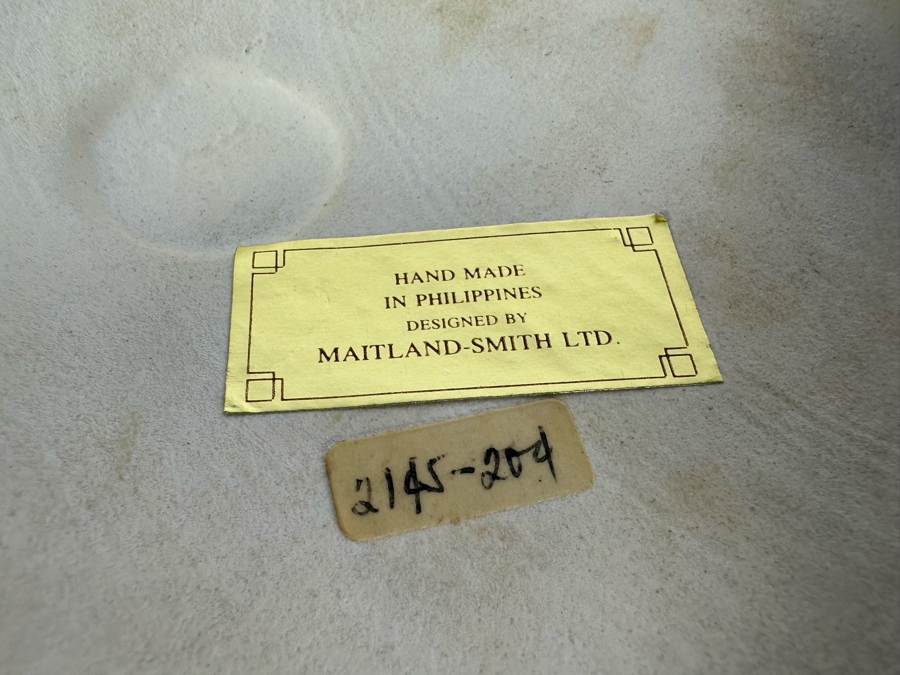 HAND MADE
IN PHILIPPINES
DESIGNED BY
MAITLAND-SMITH LTD.
2145-204